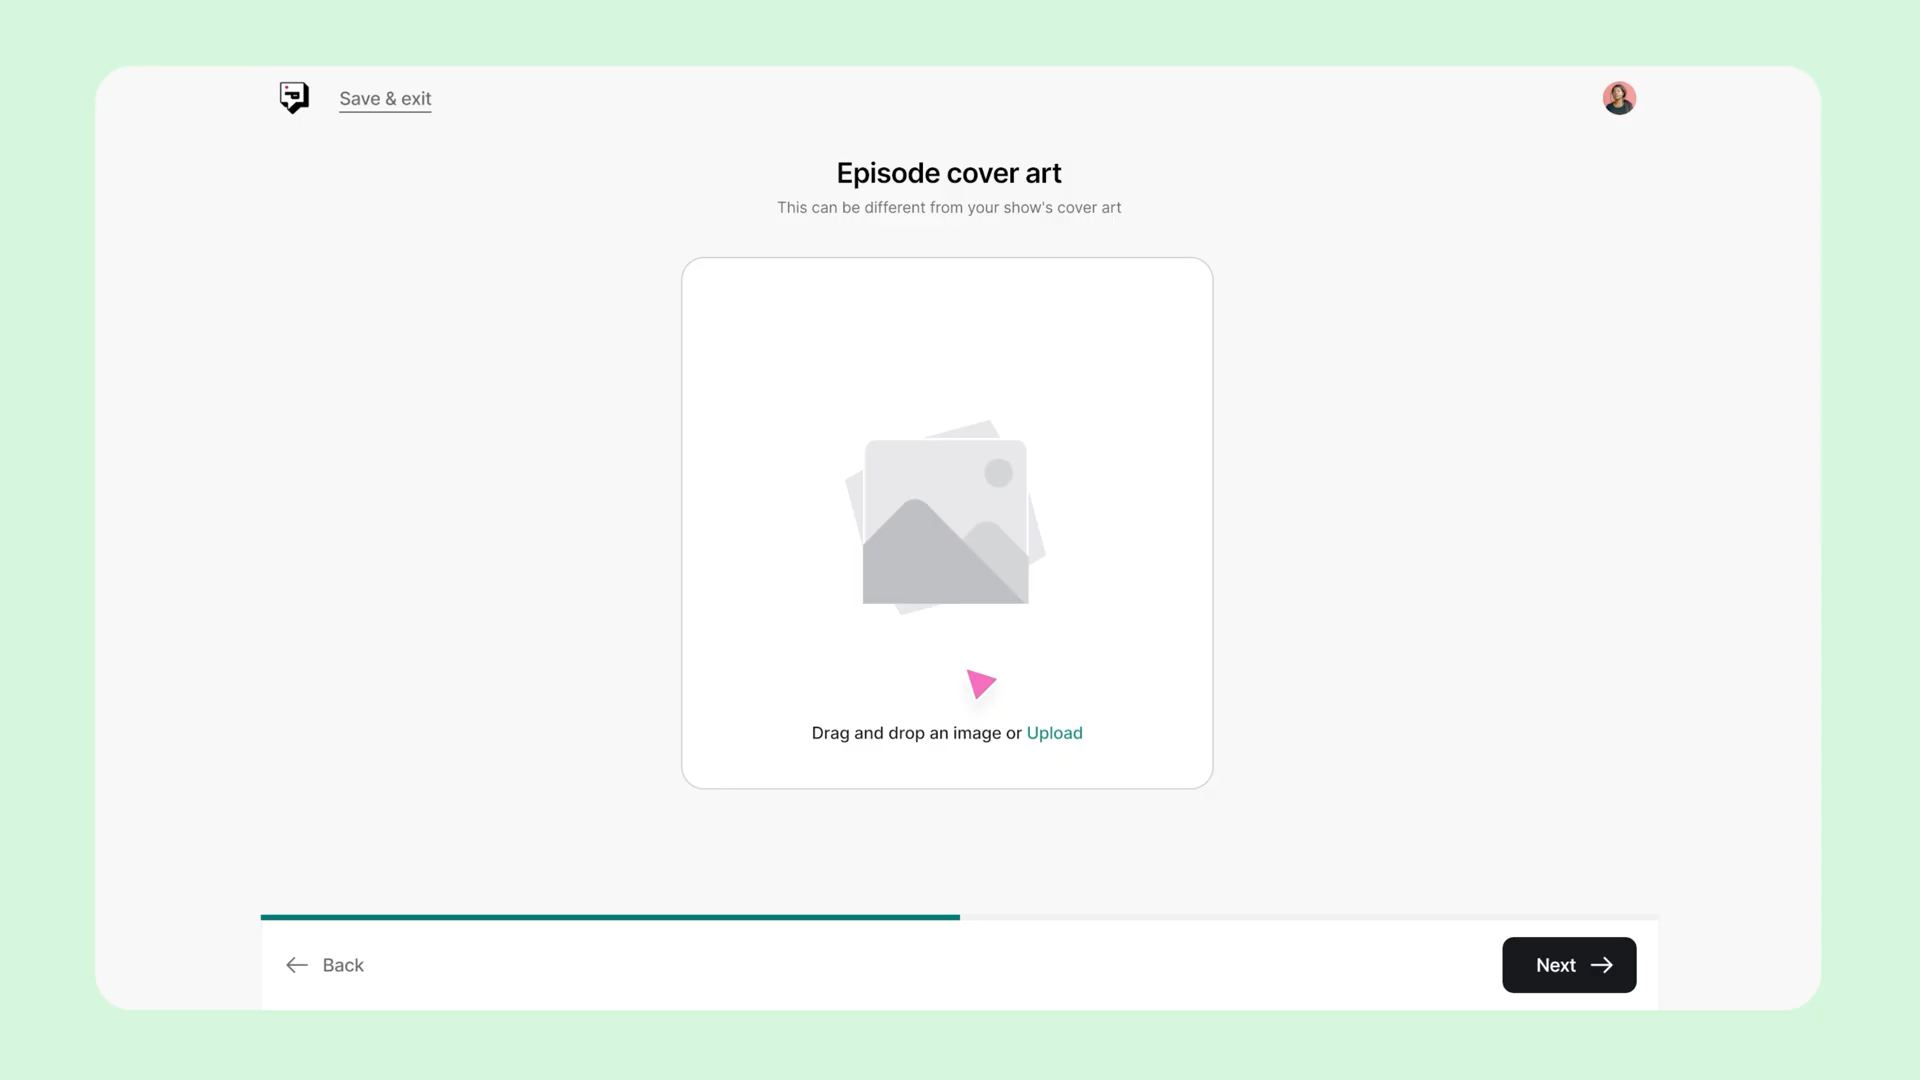 Save & exit
Episode cover art
This can be different from your show's cover art
Drag and drop an image or Upload
Back
Next